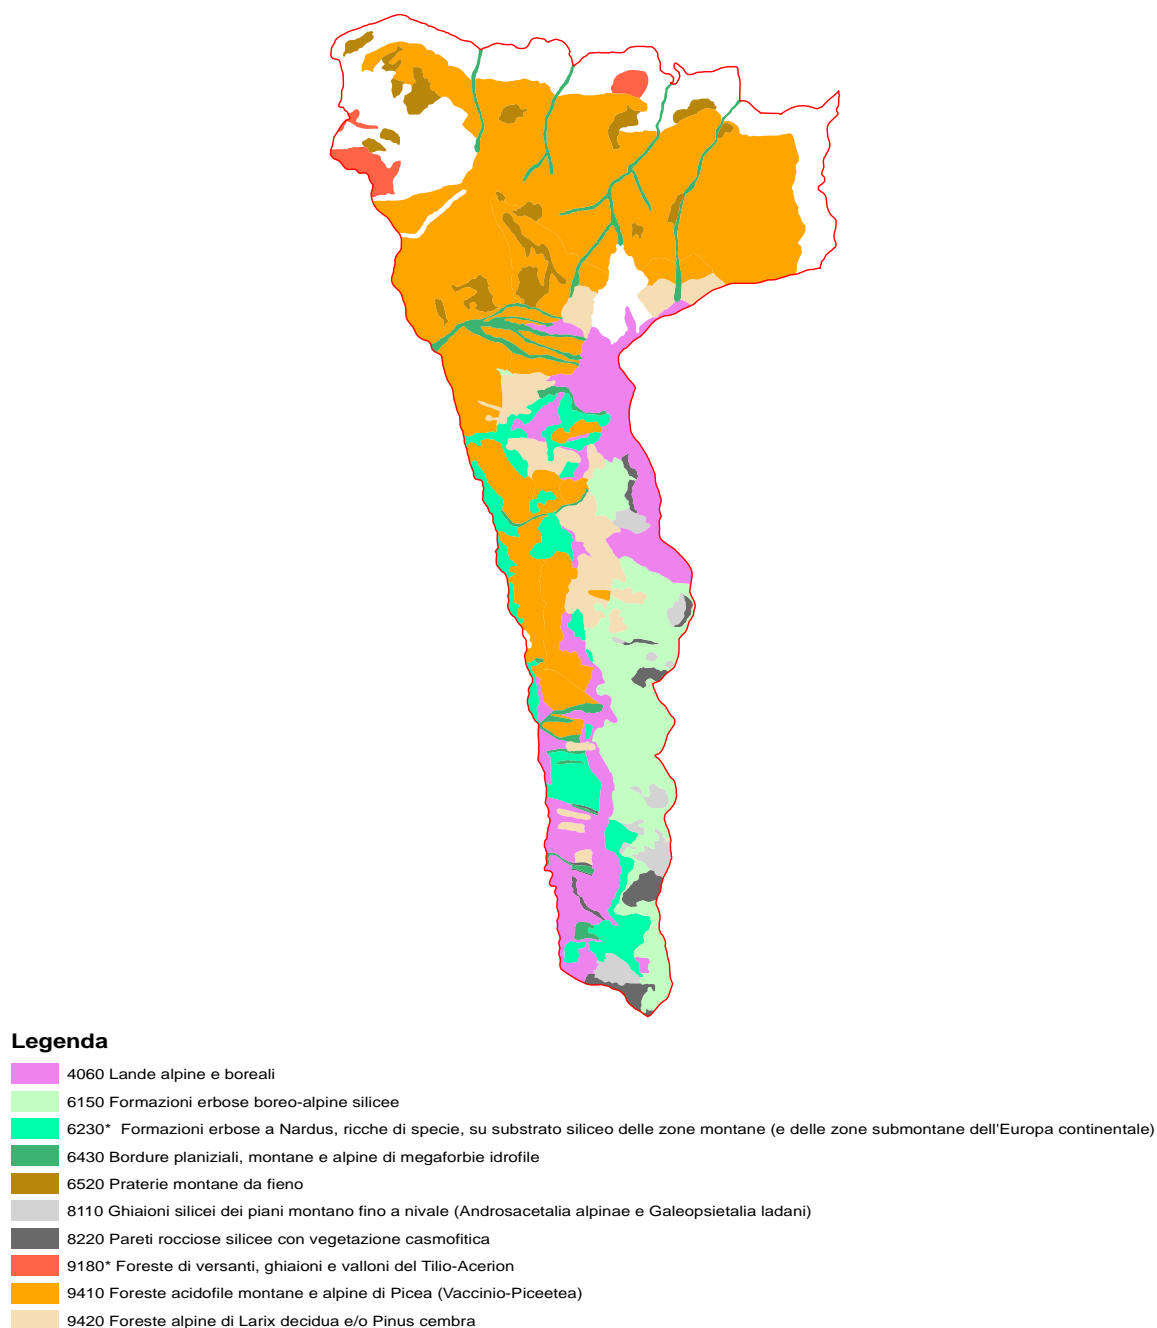 Legenda
4060 Lande alpine e boreali
6150 Formazioni erbose boreo-alpine silicee
6230*  Formazioni erbose a Nardus, ricche di specie, su substrato siliceo delle zone montane (e delle zone submontane dell'Europa continentale)
6430 Bordure planiziali, montane e alpine di megaforbie idrofile
6520 Praterie montane da fieno
8110 Ghiaioni silicei dei piani montano fino a nivale (Androsacetalia alpinae e Galeopsietalia ladani)
8220 Pareti rocciose silicee con vegetazione casmofitica
9180* Foreste di versanti, ghiaioni e valloni del Tilio-Acerion
9410 Foreste acidofile montane e alpine di Picea (Vaccinio-Piceetea)
9420 Foreste alpine di Larix decidua e/o Pinus cembra